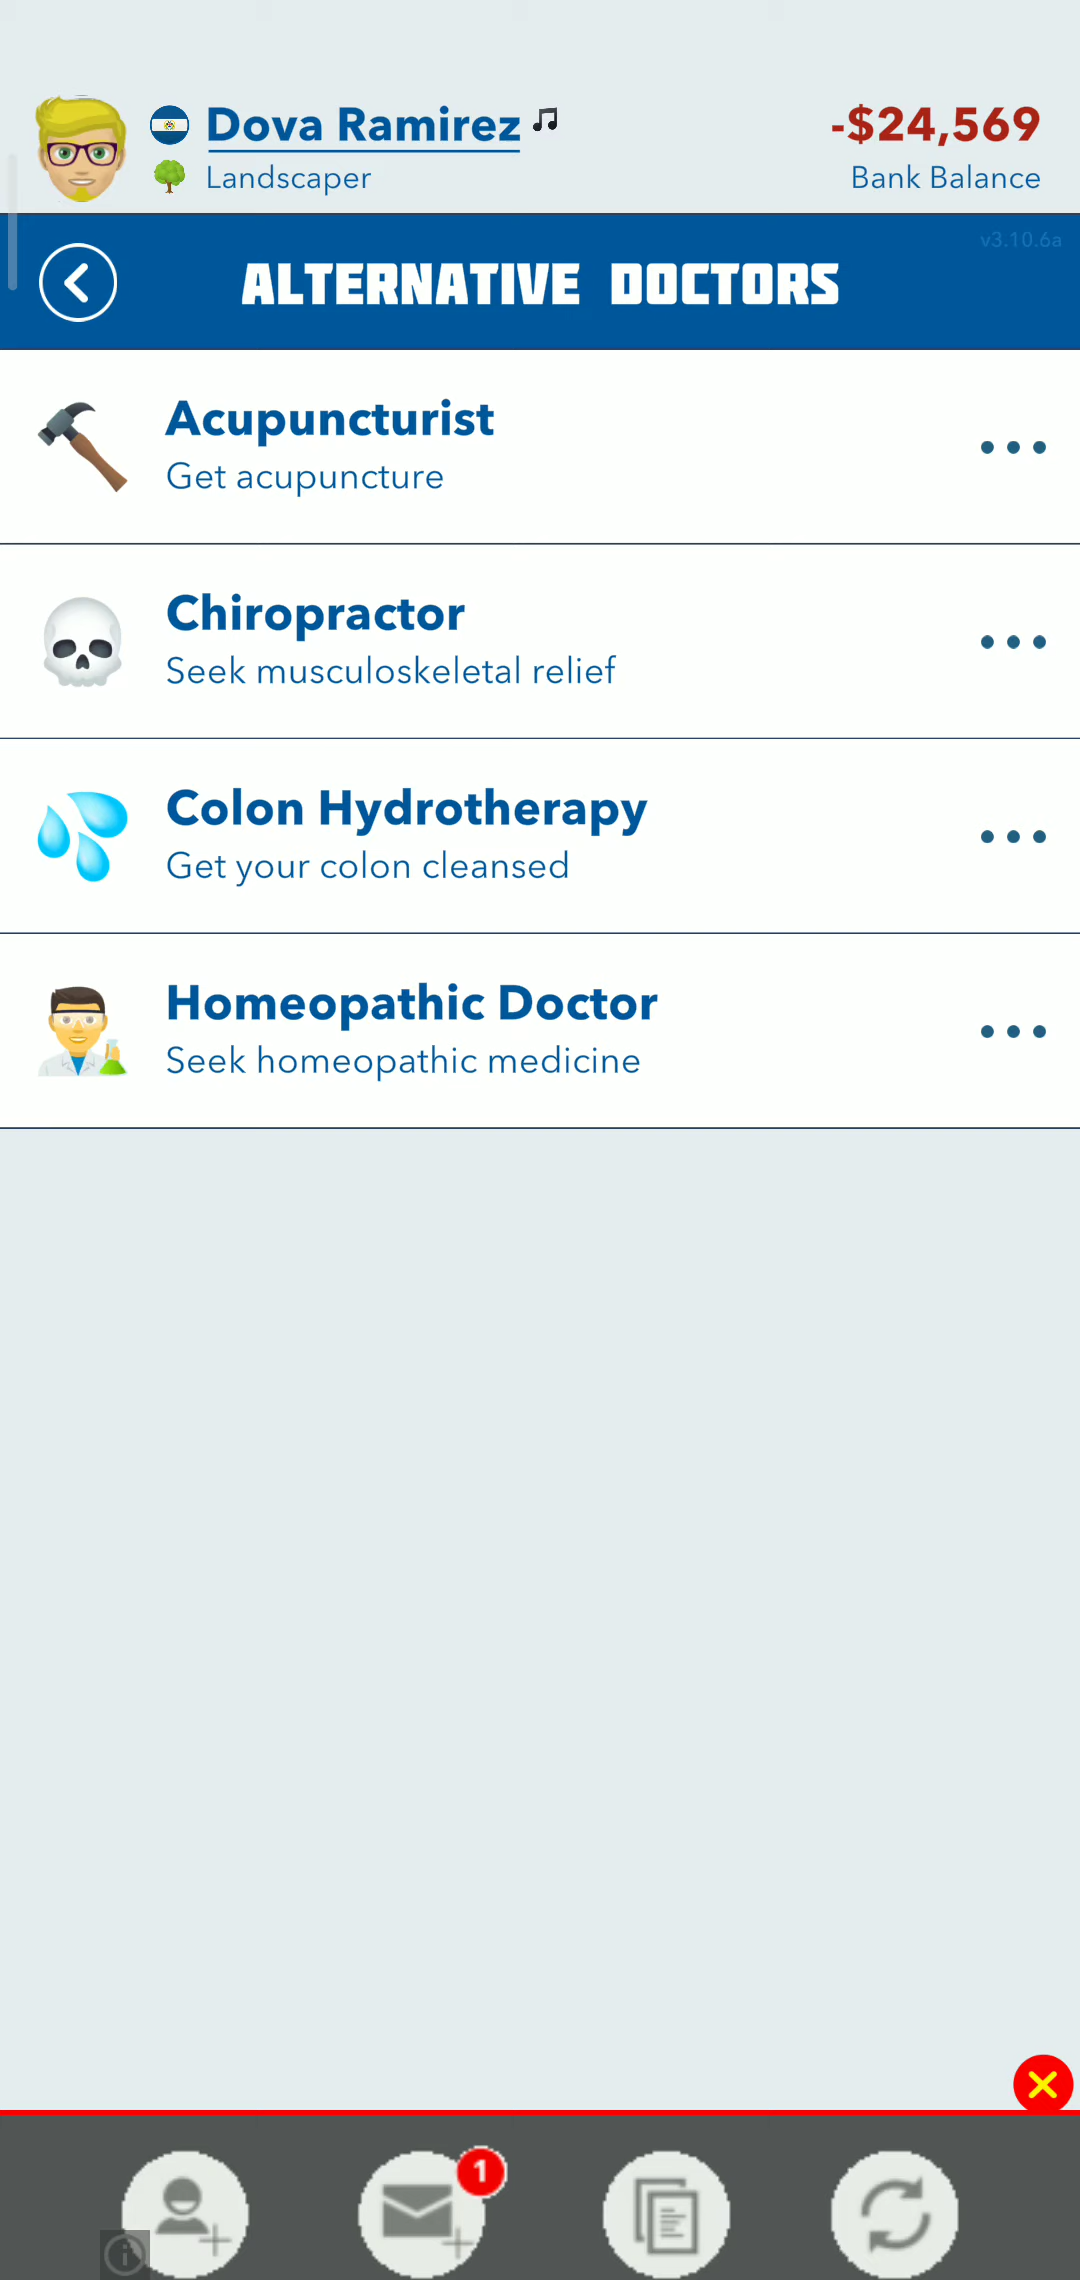 Dova Ramirez
-$24,569
Landscaper
Bank Balance
v3.10.6a
ALTERNATIVE DOCTORS
Acupuncturist
Get acupuncture
Chiropractor
Seek musculoskeletal relief
Colon Hydrotherapy
Get your colon cleansed
Homeopathic Doctor
Seek homeopathic medicine
1